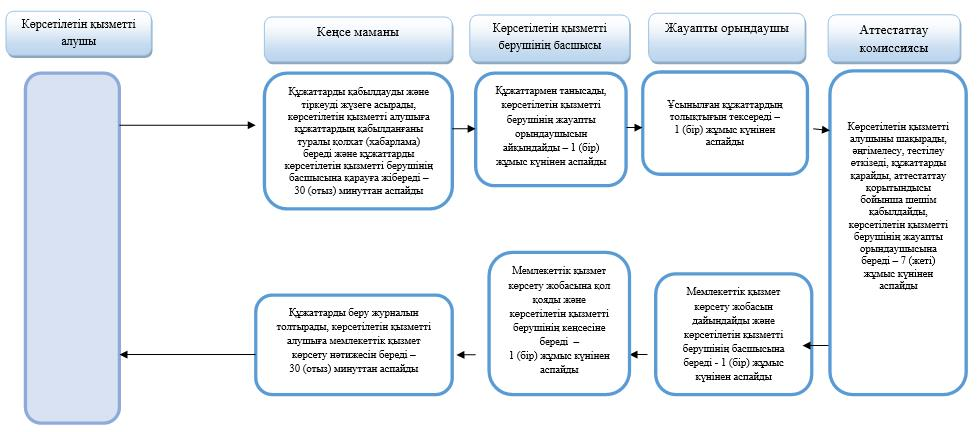 Көрсетілетін қызметті
алушы
Кеңсе маманы
Көрсетілетін қызметті
берушінің басшысы
Жауапты орындаушы
Аттестаттау
комиссиясы
Құжаттарды қабылдауды және
тіркеуді жүзеге асырады,
көрсетілетін қызметті алушыға
құжаттардың қабылданғаны
туралы қолхат (хабарлама)
береді және құжаттарды
көрсетілетін қызметті берушінің
басшысына қарауға жібереді –
30 (отыз) минуттан аспайды
Құжаттармен танысады,
көрсетілетін қызметті
берушінің жауапты
орындаушысын
айқындайды – 1 (бір)
жұмыс күнінен аспайды
Ұсынылған құжаттардың
толықтығын тексереді –
1 (бір) жұмыс күнінен
аспайды
Көрсетілетін қызметті
алушыны шақырады,
әңгімелесу, тестілеу
өткізеді, құжаттарды
қарайды, аттестаттау
қорытындысы
бойынша шешім
қабылдайды,
көрсетілетін қызметті
берушінің жауапты
орындаушысына
береді – 7 (жеті)
жұмыс күнінен
аспайды
Мемлекеттік қызмет
көрсету жобасын
дайындайды және
көрсетілетін қызметті
берушінің басшысына
береді - 1 (бір) жұмыс
күнінен аспайды
Мемлекеттік қызмет
көрсету жобасына қол
қояды және
көрсетілетін қызметті
берушінің кеңсесіне
береді –
1 (бір) жұмыс күнінен
аспайды
Құжаттарды беру журналын
толтырады, көрсетілетін қызметті
алушыға мемлекеттік қызмет
көрсету нәтижесін береді –
30 (отыз) минуттан аспайды